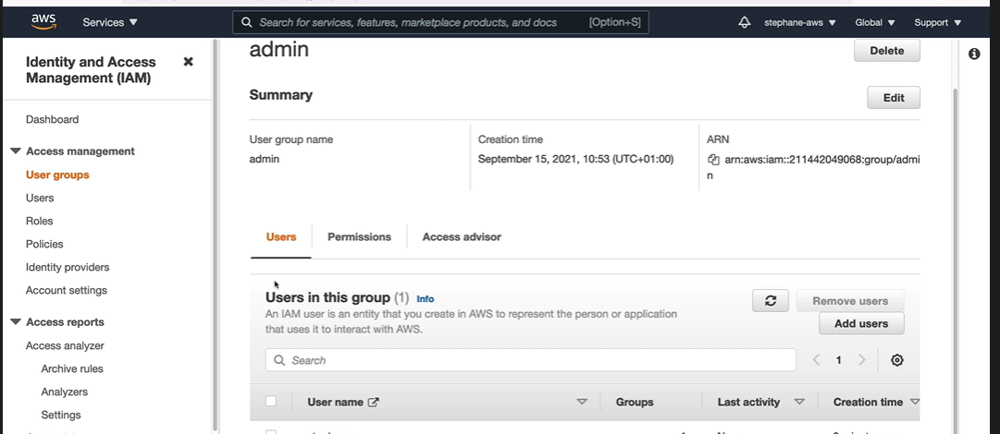 aws
Services
Search for services, features, marketplace products, and docs
[Option+S]
stephane-aws
Global
Support
Identity and Access
Management (IAM)
Dashboard
Access management
User groups
Users
Roles
Policies
Identity providers
Account settings
Access reports
Access analyzer
Archive rules
Analyzers
Settings
admin
Delete
Summary
Edit
User group name
admin
Creation time
September 15, 2021, 10:53 (UTC+01:00)
ARN
arn:aws:iam::211442049068:group/admi
n
Users
Permissions
Access advisor
Users in this group (1)
Info
An IAM user is an entity that you create in AWS to represent the person or application
that uses it to interact with AWS.
Remove users
Add users
Search
1
User name
Groups
Last activity
Creation time